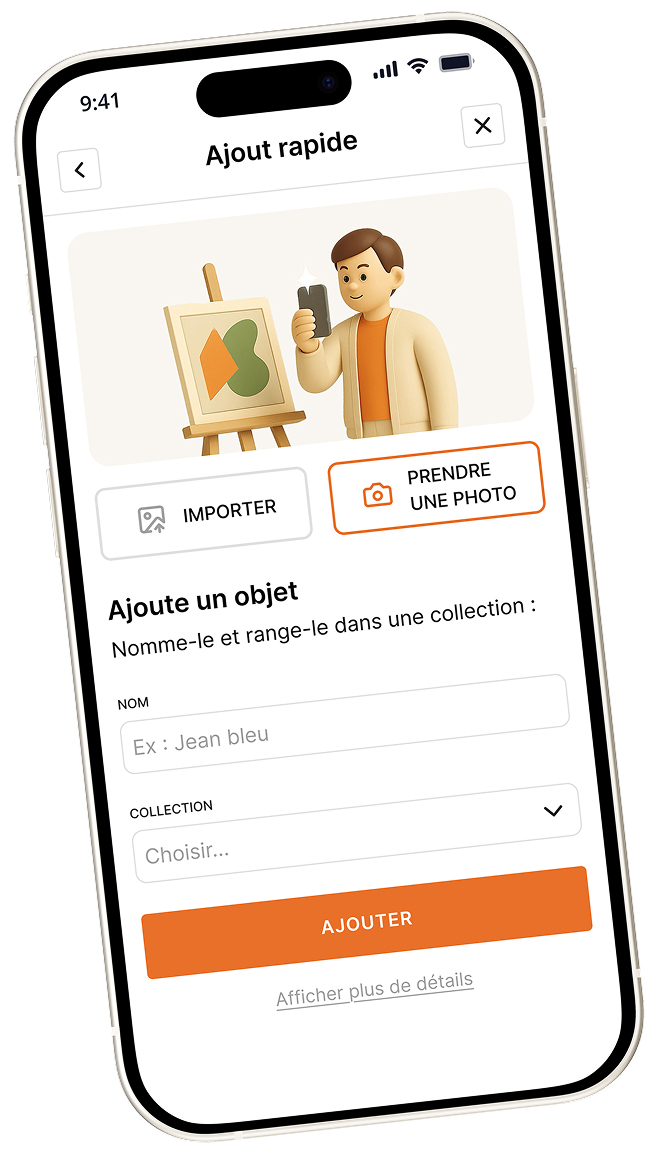 9:41
Ajout rapide
IMPORTER
PRENDRE
UNE PHOTO
Ajoute un objet
Nomme-le et range-le dans une collection :
NOM
Ex : Jean bleu
COLLECTION
Choisir...
AJOUTER
Afficher plus de détails